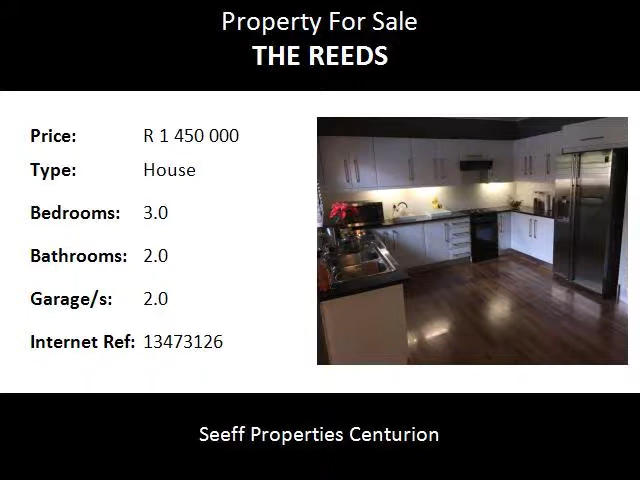 Property For Sale
THE REEDS
Price: R 1 450 000
Type: House
Bedrooms: 3.0
Bathrooms: 2.0
Garage/s: 2.0
Internet Ref: 13473126
Seeff Properties Centurion